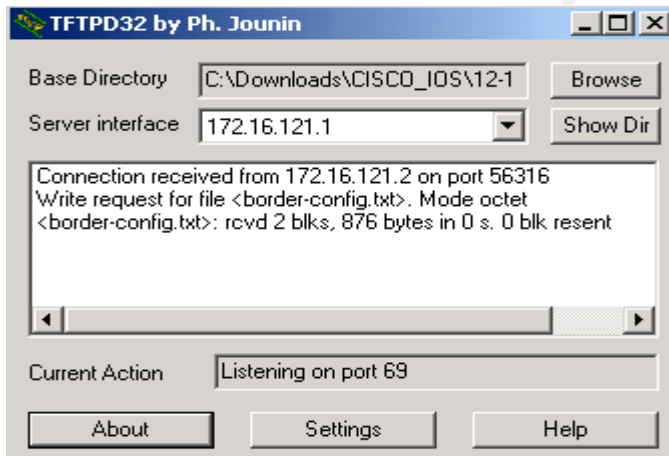 TFTPD32 by Ph. Jounin
Base Directory C:\Downloads\CISCO_IOS\12-1 Browse
Server interface 172.16.121.1 Show Dir
Connection received from 172.16.121.2 on port 56316
Write request for file <border-config.txt>. Mode octet
<border-config.txt>: rcvd 2 blks, 876 bytes in 0 s. 0 blk resent
Current Action Listening on port 69
About Settings Help